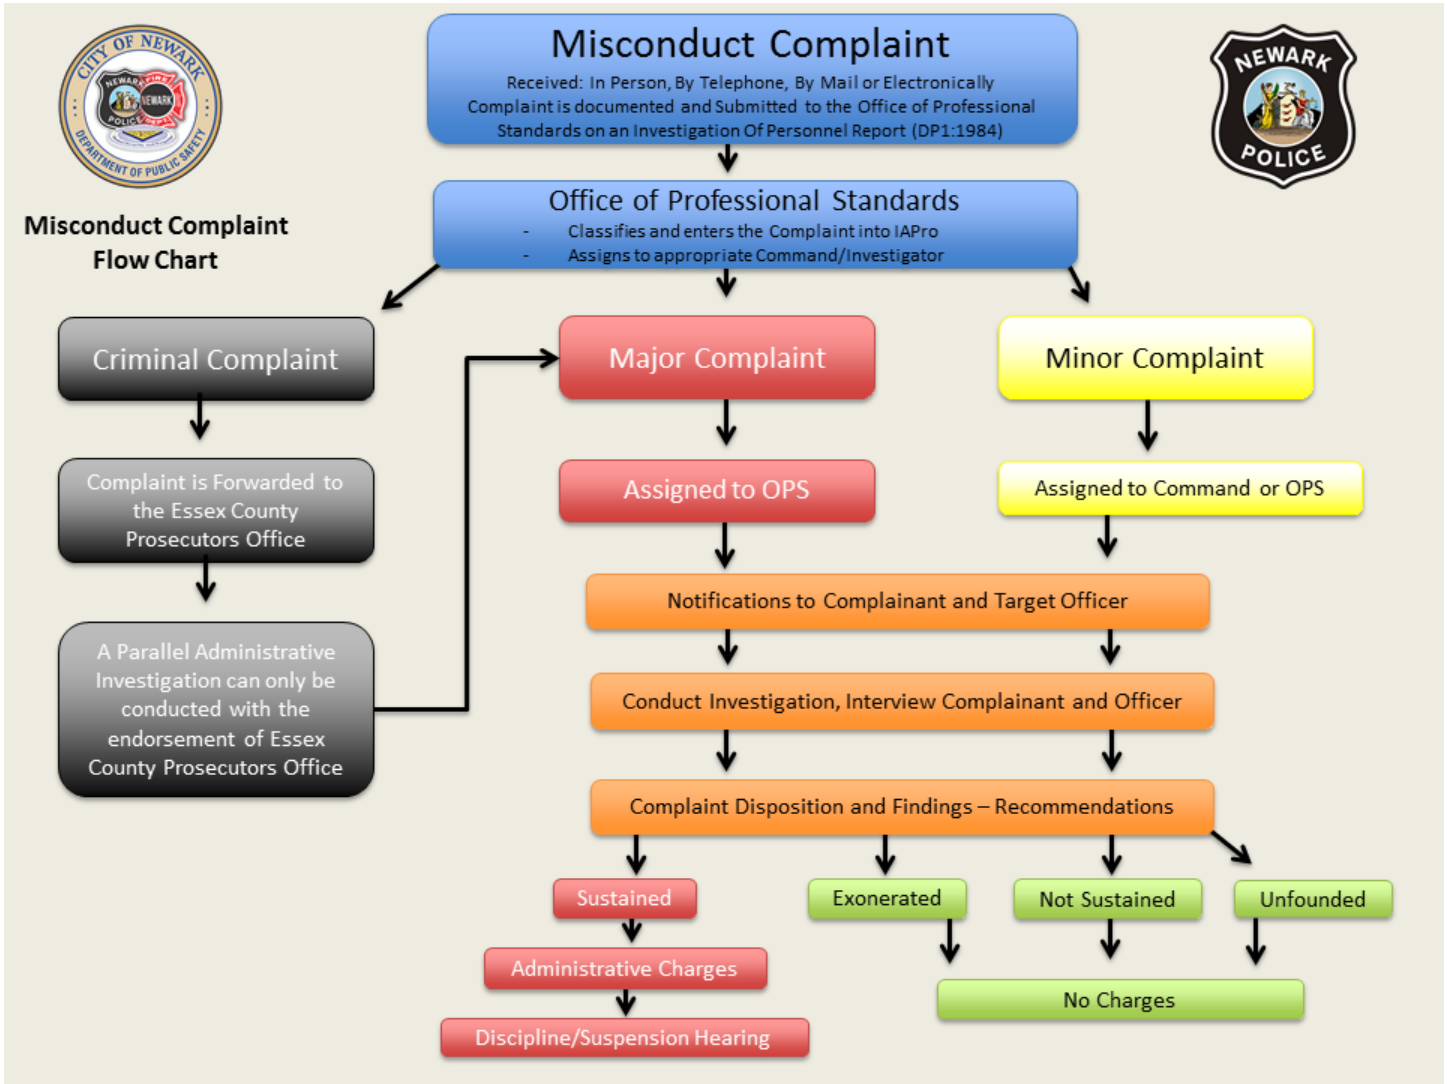 CITY OF NEWARK
NEWARK
POLICE
FIRE
NEWARK
DEPT.
DEPARTMENT OF PUBLIC SAFETY
Misconduct Complaint
Flow Chart
Misconduct Complaint
Received: In Person, By Telephone, By Mail or Electronically
Complaint is documented and Submitted to the Office of Professional
Standards on an Investigation Of Personnel Report (DP1:1984)
NEWARK
POLICE
Office of Professional Standards
- Classifies and enters the Complaint into IAPro
- Assigns to appropriate Command/Investigator
Criminal Complaint
Major Complaint
Minor Complaint
Complaint is Forwarded to
the Essex County
Prosecutors Office
Assigned to OPS
Assigned to Command or OPS
A Parallel Administrative
Investigation can only be
conducted with the
endorsement of Essex
County Prosecutors Office
Notifications to Complainant and Target Officer
Conduct Investigation, Interview Complainant and Officer
Complaint Disposition and Findings – Recommendations
Sustained
Exonerated
Not Sustained
Unfounded
Administrative Charges
No Charges
Discipline/Suspension Hearing